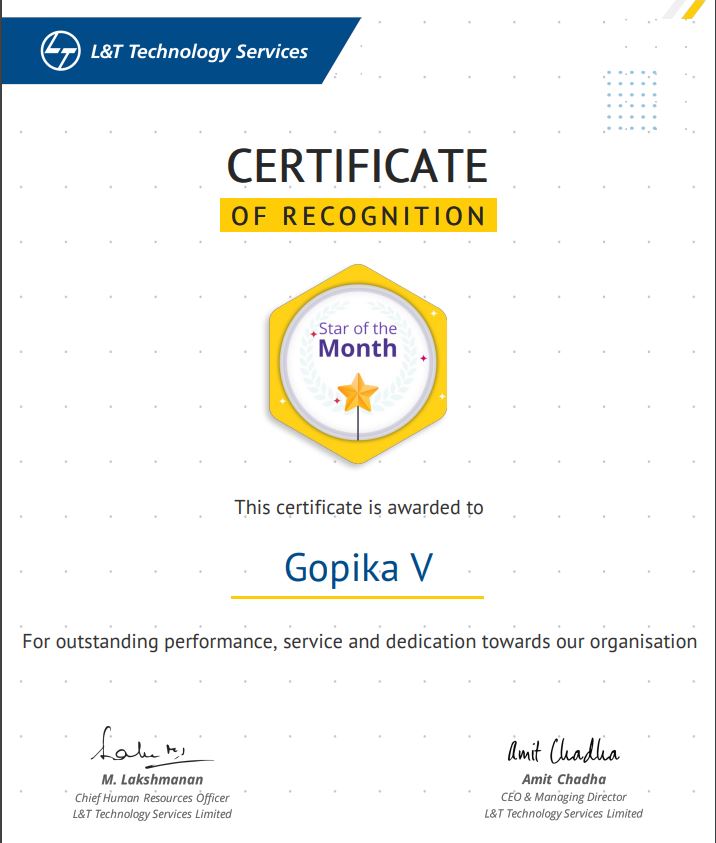 L&T Technology Services
CERTIFICATE
OF RECOGNITION
Star of the
Month
This certificate is awarded to
Gopika V
For outstanding performance, service and dedication towards our organisation
Amit Chadha
M. Lakshmanan
Amit Chadha
Chief Human Resources Officer
CEO & Managing Director
L&T Technology Services Limited
L&T Technology Services Limited